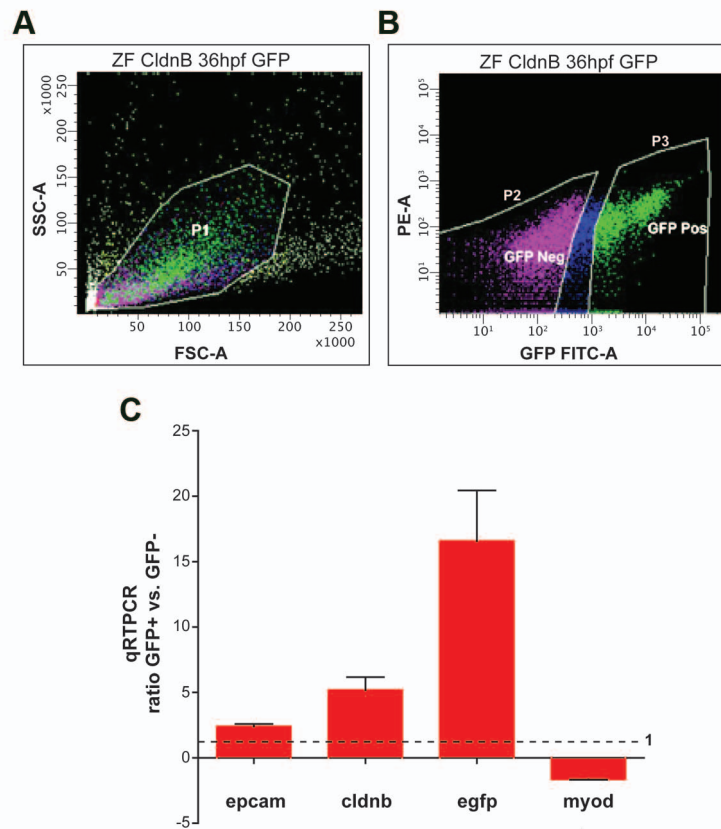 A
ZF CldnB 36hpf GFP
x1000
250
200
150
100
50
SSC-A
P1
50 100 150 200 250
x1000
FSC-A
B
ZF CldnB 36hpf GFP
10⁵
10⁴
10³
10²
10¹
PE-A
P2
P3
GFP Neg
GFP Pos
10¹ 10² 10³ 10⁴ 10⁵
GFP FITC-A
C
qRTPCR
ratio GFP+ vs. GFP-
25
20
15
10
5
0
-5
1
epcam cldnb egfp myod